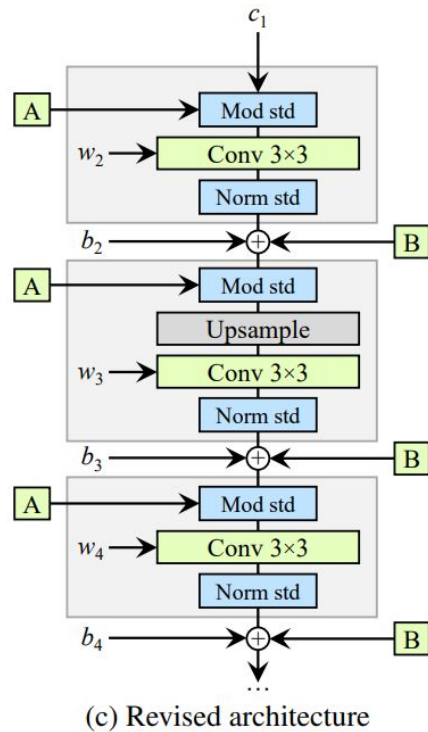 c₁
A
Mod std
w₂
Conv 3×3
Norm std
b₂
+
B
A
Mod std
Upsample
w₃
Conv 3×3
Norm std
b₃
+
B
A
Mod std
w₄
Conv 3×3
Norm std
b₄
+
B
...
(c) Revised architecture